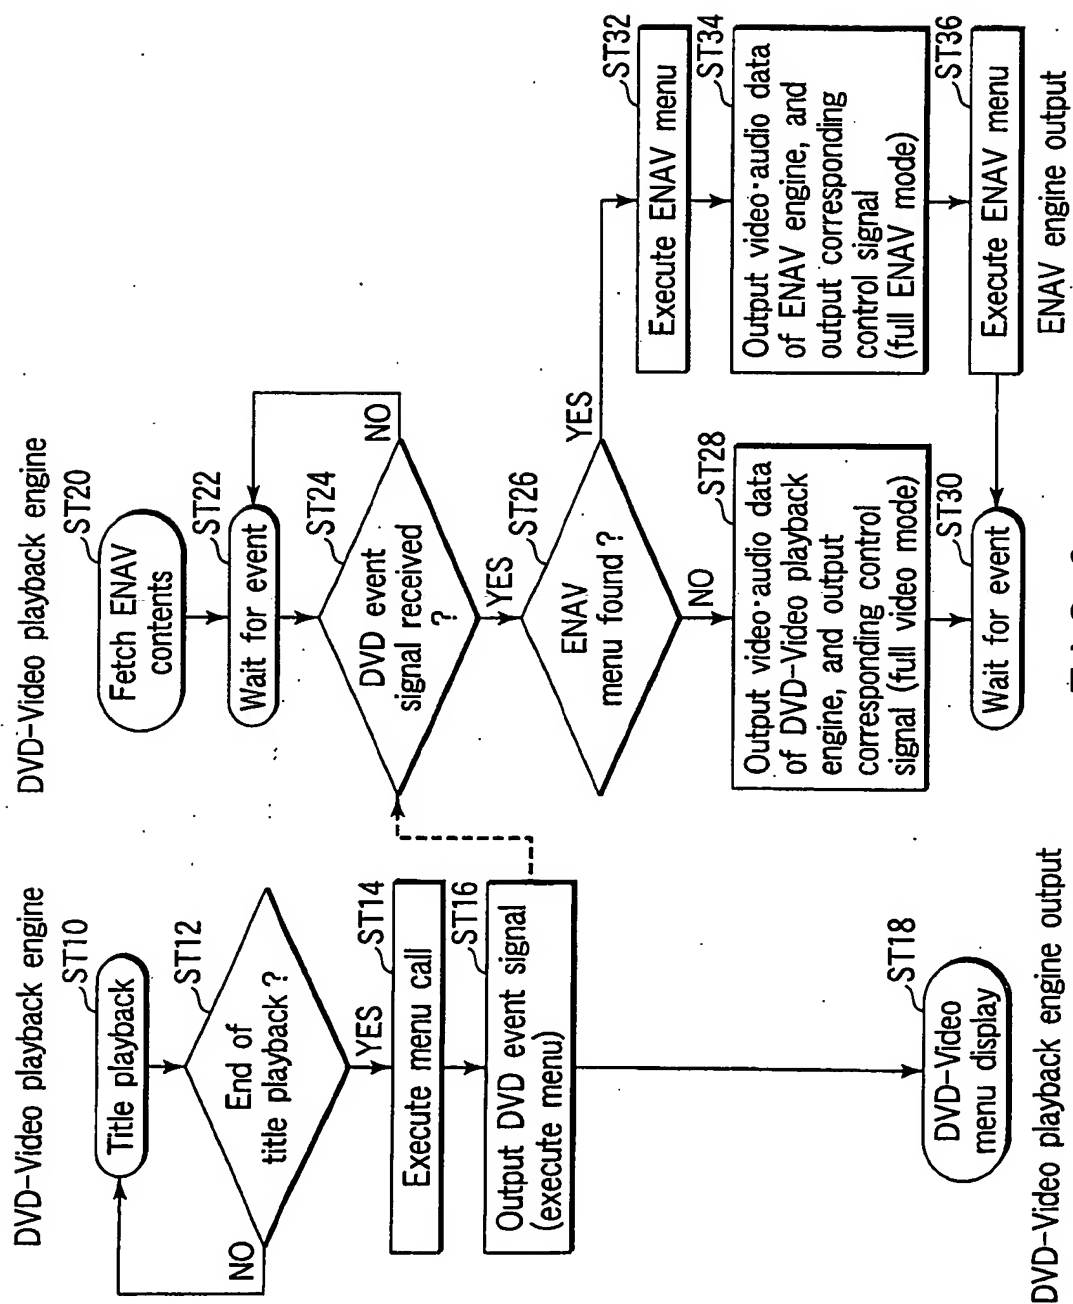 DVD-Video playback engine
ST10
Title playback
ST12
End of
title playback?
NO
YES
ST14
Execute menu call
ST16
Output DVD event signal
(execute menu)
ST18
DVD-Video
menu display
DVD-Video playback engine output
DVD-Video playback engine
ST20
Fetch ENAV
contents
ST22
Wait for event
ST24
DVD event
signal received
?
NO
YES
ST26
ENAV
menu found?
YES
NO
ST28
Output video·audio data
of DVD-Video playback
engine, and output
corresponding control
signal (full video mode)
ST30
Wait for event
ST32
Execute ENAV menu
ST34
Output video·audio data
of ENAV engine, and
output corresponding
control signal
(full ENAV mode)
ST36
Execute ENAV menu
ENAV engine output